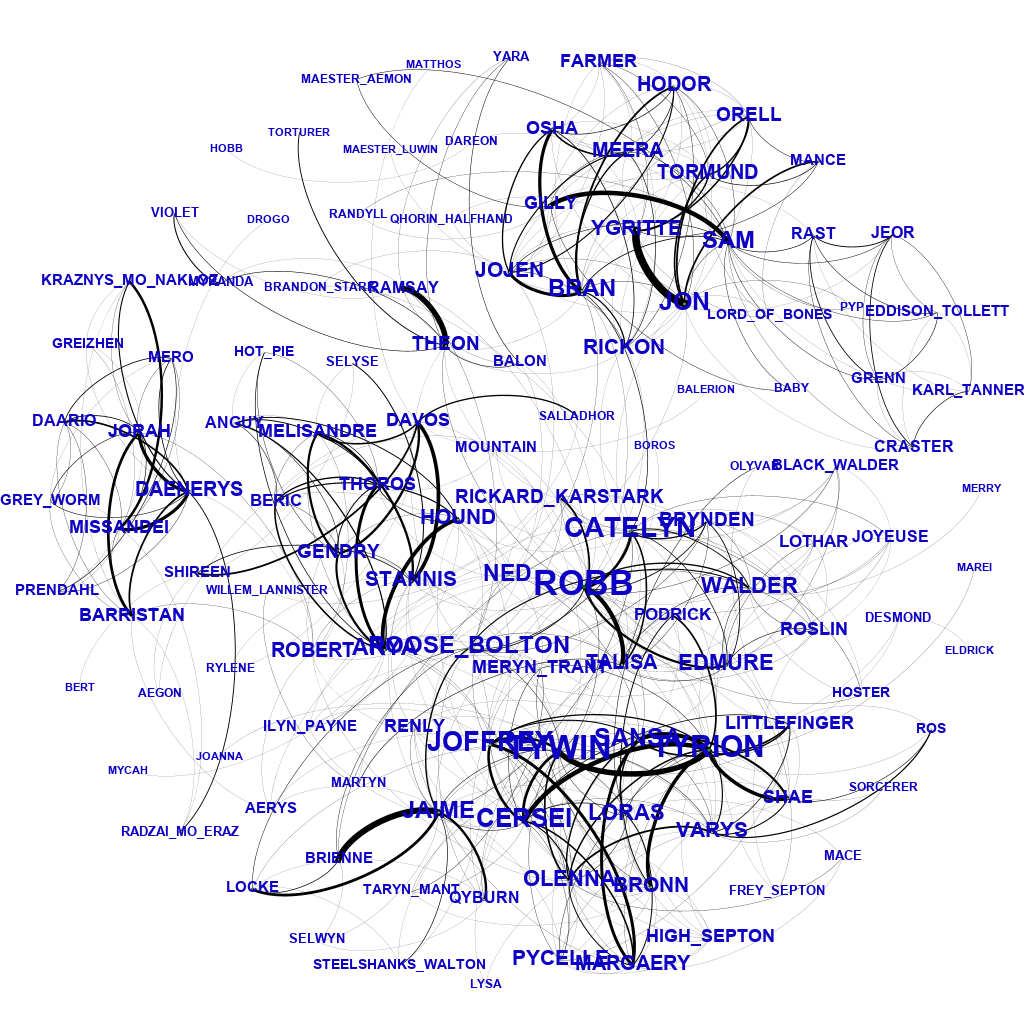 YARA
MATTHOS
FARMER
MAESTER_AEMON
HODOR
ORELL
OSHA
TORTURER
DAREON
HOBB
MAESTER_LUWIN
MEERA
MANCE
TORMUND
GILLY
VIOLET
DROGO
RANDYLL
QHORIN_HALFHAND
YGRITTE
SAM
RAST
JEOR
JOJEN
KRAZNYS_MO_NAKLOZ
MYRANDA
BRANDON_STARK
RAMSAY
BRAN
JON
LORD_OF_BONES
PYP
EDDISON_TOLLETT
GREIZHEN
THEON
RICKON
MERO
HOT_PIE
SELYSE
BALON
BALERION
BABY
GRENN
KARL_TANNER
DAARIO
JORAH
ANGUY
MELISANDRE
DAVOS
SALLADHOR
MOUNTAIN
BOROS
CRASTER
OLYVAR
BLACK_WALDER
DAENERYS
THOROS
MERRY
GREY_WORM
BERIC
RICKARD_KARSTARK
HOUND
MISSANDEI
CATELYN
BRYNDEN
LOTHAR
JOYEUSE
GENDRY
SHIREEN
STANNIS
NED
ROBB
MAREI
PRENDAHL
WILLEM_LANNISTER
WALDER
BARRISTAN
PODRICK
DESMOND
ROSLIN
ROBERT
ARYA
ROOSE_BOLTON
ELDRICK
RYLENE
MERYN_TRANT
TALISA
EDMURE
BERT
AEGON
HOSTER
ILYN_PAYNE
RENLY
LITTLEFINGER
ROS
JOFFREY
TYWIN
SANSA
TYRION
JOANNA
MYCAH
MARTYN
SORCERER
SHAE
AERYS
JAIME
CERSEI
LORAS
RADZAI_MO_ERAZ
VARYS
BRIENNE
MACE
LOCKE
TARYN_MANT
QYBURN
OLENNA
BRONN
FREY_SEPTON
SELWYN
HIGH_SEPTON
STEELSHANKS_WALTON
PYCELLE
MARGAERY
LYSA